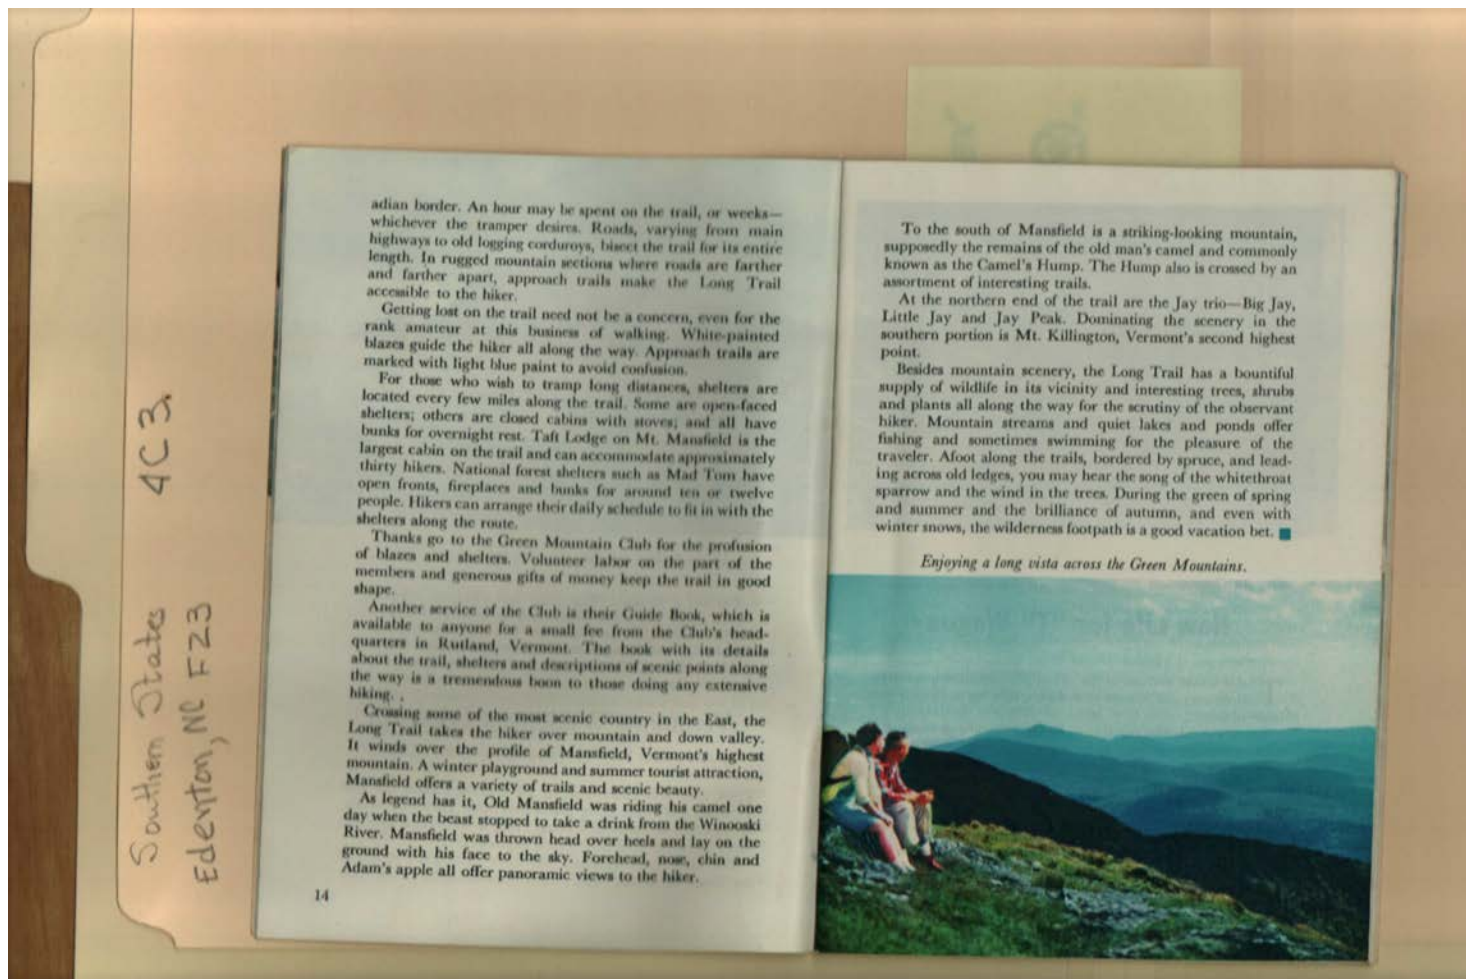 Southern States 4C3.
Edenton, NC F23
adian border. An hour may be spent on the trail, or weeks—
whichever the tramper desires. Roads, varying from main
highways to old logging corduroys, bisect the trail for its entire
length. In rugged mountain sections where roads are farther
and farther apart, approach trails make the Long Trail
accessible to the hiker.
Getting lost on the trail need not be a concern, even for the
rank amateur at this business of walking. White-painted
blazes guide the hiker all along the way. Approach trails are
marked with light blue paint to avoid confusion.
For those who wish to tramp long distances, shelters are
located every few miles along the trail. Some are open-faced
shelters; others are closed cabins with stoves; and all have
bunks for overnight rest. Taft Lodge on Mt. Mansfield is the
largest cabin on the trail and can accommodate approximately
thirty hikers. National forest shelters such as Mad Tom have
open fronts, fireplaces and bunks for around ten or twelve
people. Hikers can arrange their daily schedule to fit in with the
shelters along the route.
Thanks go to the Green Mountain Club for the profusion
of blazes and shelters. Volunteer labor on the part of the
members and generous gifts of money keep the trail in good
shape.
Another service of the Club is their Guide Book, which is
available to anyone for a small fee from the Club's head-
quarters in Rutland, Vermont. The book with its details
about the trail, shelters and descriptions of scenic points along
the way is a tremendous boon to those doing any extensive
hiking. .
Crossing some of the most scenic country in the East, the
Long Trail takes the hiker over mountain and down valley.
It winds over the profile of Mansfield, Vermont's highest
mountain. A winter playground and summer tourist attraction,
Mansfield offers a variety of trails and scenic beauty.
As legend has it, Old Mansfield was riding his camel one
day when the beast stopped to take a drink from the Winooski
River. Mansfield was thrown head over heels and lay on the
ground with his face to the sky. Forehead, nose, chin and
Adam's apple all offer panoramic views to the hiker.
14
To the south of Mansfield is a striking-looking mountain,
supposedly the remains of the old man's camel and commonly
known as the Camel's Hump. The Hump also is crossed by an
assortment of interesting trails.
At the northern end of the trail are the Jay trio—Big Jay,
Little Jay and Jay Peak. Dominating the scenery in the
southern portion is Mt. Killington, Vermont's second highest
point.
Besides mountain scenery, the Long Trail has a bountiful
supply of wildlife in its vicinity and interesting trees, shrubs
and plants all along the way for the scrutiny of the observant
hiker. Mountain streams and quiet lakes and ponds offer
fishing and sometimes swimming for the pleasure of the
traveler. Afoot along the trails, bordered by spruce, and lead-
ing across old ledges, you may hear the song of the whitethroat
sparrow and the wind in the trees. During the green of spring
and summer and the brilliance of autumn, and even with
winter snows, the wilderness footpath is a good vacation bet. ■
Enjoying a long vista across the Green Mountains.